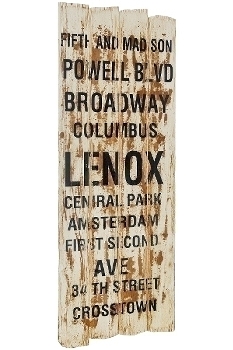 FIFTH AND MADISON
POWELL BLVD
BROADWAY
COLUMBUS
LENOX
CENTRAL PARK
AMSTERDAM
FIRST SECOND
AVE
34 TH STREET
CROSSTOWN